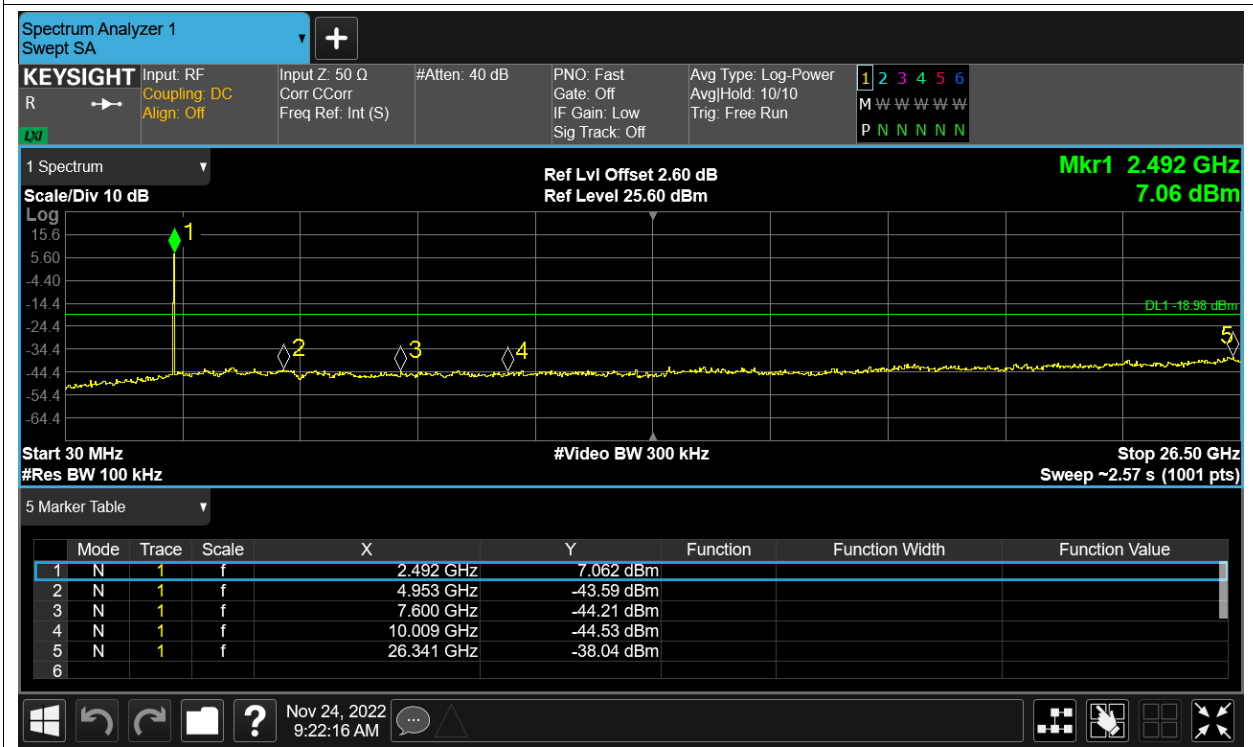 Spectrum Analyzer 1
Swept SA
KEYSIGHT Input: RF Input Z: 50 Ω #Atten: 40 dB PNO: Fast Avg Type: Log-Power 1 2 3 4 5 6
R Coupling: DC Corr CCorr Gate: Off Avg|Hold: 10/10 M W W W W W
Align: Off Freq Ref: Int (S) IF Gain: Low Trig: Free Run
LXI Sig Track: Off P N N N N N
1 Spectrum Ref Lvl Offset 2.60 dB Mkr1 2.492 GHz
Scale/Div 10 dB Ref Level 25.60 dBm 7.06 dBm
Log
15.6 1
5.60
-4.40
-14.4 DL1 -18.98 dBm
-24.4
-34.4 2 3 4 5
-44.4
-54.4
-64.4
Start 30 MHz #Video BW 300 kHz Stop 26.50 GHz
#Res BW 100 kHz Sweep ~2.57 s (1001 pts)
5 Marker Table
Mode Trace Scale X Y Function Function Width Function Value
1 N 1 f 2.492 GHz 7.062 dBm
2 N 1 f 4.953 GHz -43.59 dBm
3 N 1 f 7.600 GHz -44.21 dBm
4 N 1 f 10.009 GHz -44.53 dBm
5 N 1 f 26.341 GHz -38.04 dBm
6
? Nov 24, 2022
9:22:16 AM